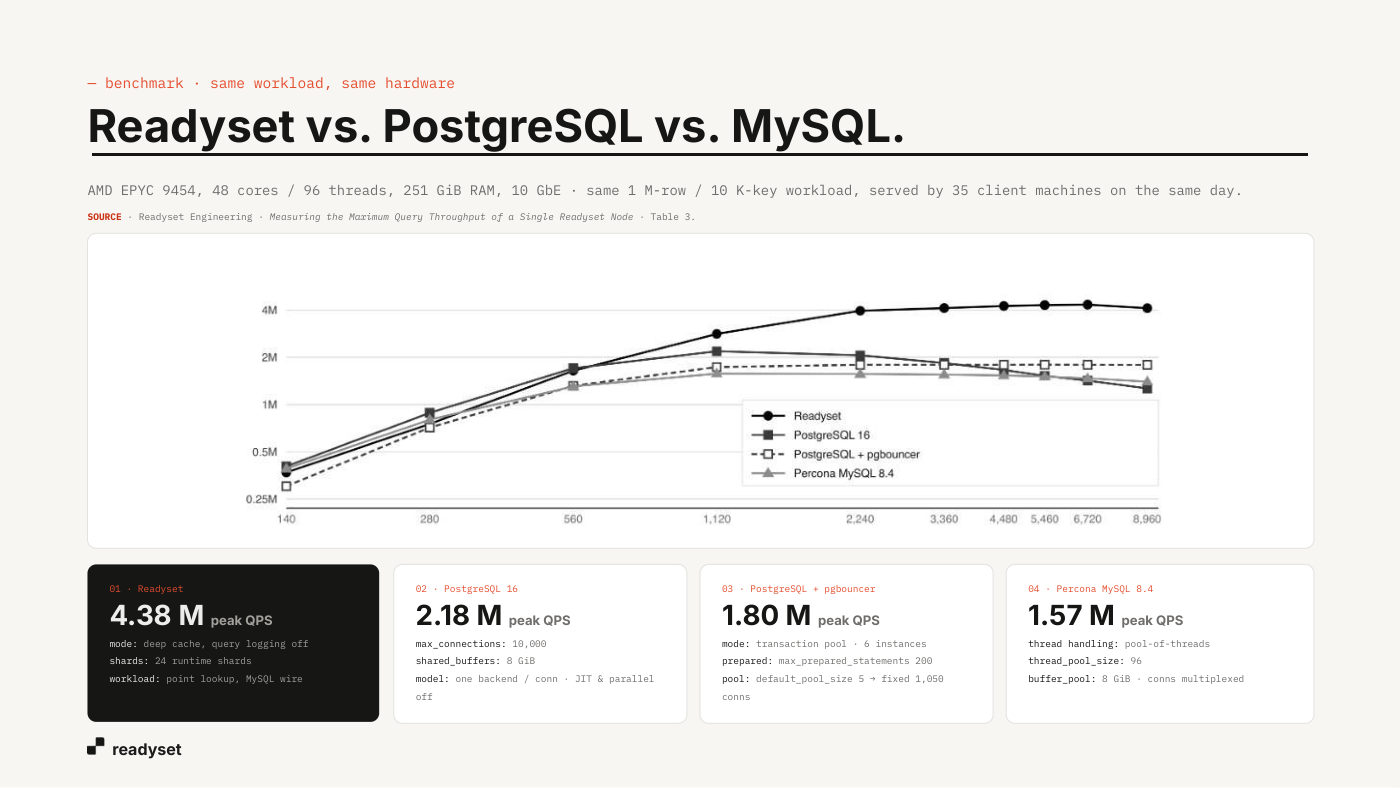 — benchmark · same workload, same hardware
Readyset vs. PostgreSQL vs. MySQL.
AMD EPYC 9454, 48 cores / 96 threads, 251 GiB RAM, 10 GbE · same 1 M-row / 10 K-key workload, served by 35 client machines on the same day.
SOURCE · Readyset Engineering · Measuring the Maximum Query Throughput of a Single Readyset Node · Table 3.
4M
2M
1M
0.5M
0.25M
Readyset
PostgreSQL 16
PostgreSQL + pgbouncer
Percona MySQL 8.4
140 280 560 1,120 2,240 3,360 4,480 5,460 6,720 8,960
01 · Readyset
4.38 M peak QPS
mode: deep cache, query logging off
shards: 24 runtime shards
workload: point lookup, MySQL wire
02 · PostgreSQL 16
2.18 M peak QPS
max_connections: 10,000
shared_buffers: 8 GiB
model: one backend / conn · JIT & parallel
off
03 · PostgreSQL + pgbouncer
1.80 M peak QPS
mode: transaction pool · 6 instances
prepared: max_prepared_statements 200
pool: default_pool_size 5 → fixed 1,050
conns
04 · Percona MySQL 8.4
1.57 M peak QPS
thread handling: pool-of-threads
thread_pool_size: 96
buffer_pool: 8 GiB · conns multiplexed
readyset